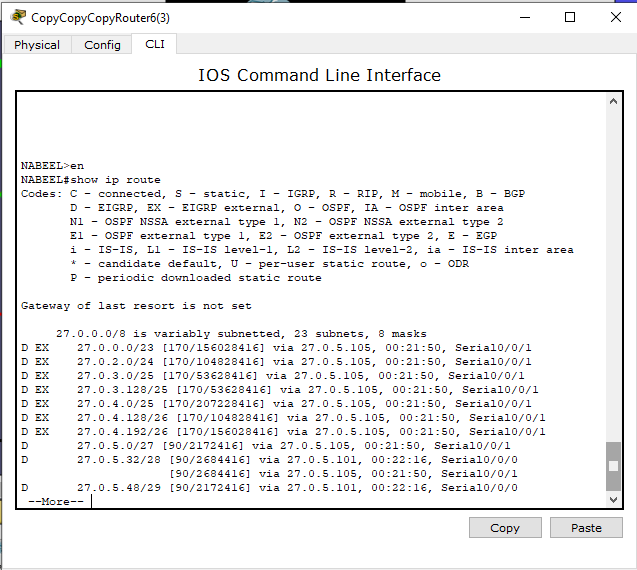 CopyCopyCopyRouter6(3)
Physical Config CLI
IOS Command Line Interface
NABEEL>en
NABEEL#show ip route
Codes: C - connected, S - static, I - IGRP, R - RIP, M - mobile, B - BGP
D - EIGRP, EX - EIGRP external, O - OSPF, IA - OSPF inter area
N1 - OSPF NSSA external type 1, N2 - OSPF NSSA external type 2
E1 - OSPF external type 1, E2 - OSPF external type 2, E - EGP
i - IS-IS, L1 - IS-IS level-1, L2 - IS-IS level-2, ia - IS-IS inter area
* - candidate default, U - per-user static route, o - ODR
P - periodic downloaded static route
Gateway of last resort is not set
27.0.0.0/8 is variably subnetted, 23 subnets, 8 masks
D EX 27.0.0.0/23 [170/156028416] via 27.0.5.105, 00:21:50, Serial0/0/1
D EX 27.0.2.0/24 [170/104828416] via 27.0.5.105, 00:21:50, Serial0/0/1
D EX 27.0.3.0/25 [170/53628416] via 27.0.5.105, 00:21:50, Serial0/0/1
D EX 27.0.3.128/25 [170/53628416] via 27.0.5.105, 00:21:50, Serial0/0/1
D EX 27.0.4.0/25 [170/207228416] via 27.0.5.105, 00:21:50, Serial0/0/1
D EX 27.0.4.128/26 [170/104828416] via 27.0.5.105, 00:21:50, Serial0/0/1
D EX 27.0.4.192/26 [170/156028416] via 27.0.5.105, 00:21:50, Serial0/0/1
D 27.0.5.0/27 [90/2172416] via 27.0.5.105, 00:21:50, Serial0/0/1
D 27.0.5.32/28 [90/2684416] via 27.0.5.101, 00:22:16, Serial0/0/0
[90/2684416] via 27.0.5.105, 00:21:50, Serial0/0/1
D 27.0.5.48/29 [90/2172416] via 27.0.5.101, 00:22:16, Serial0/0/0
--More--
Copy Paste